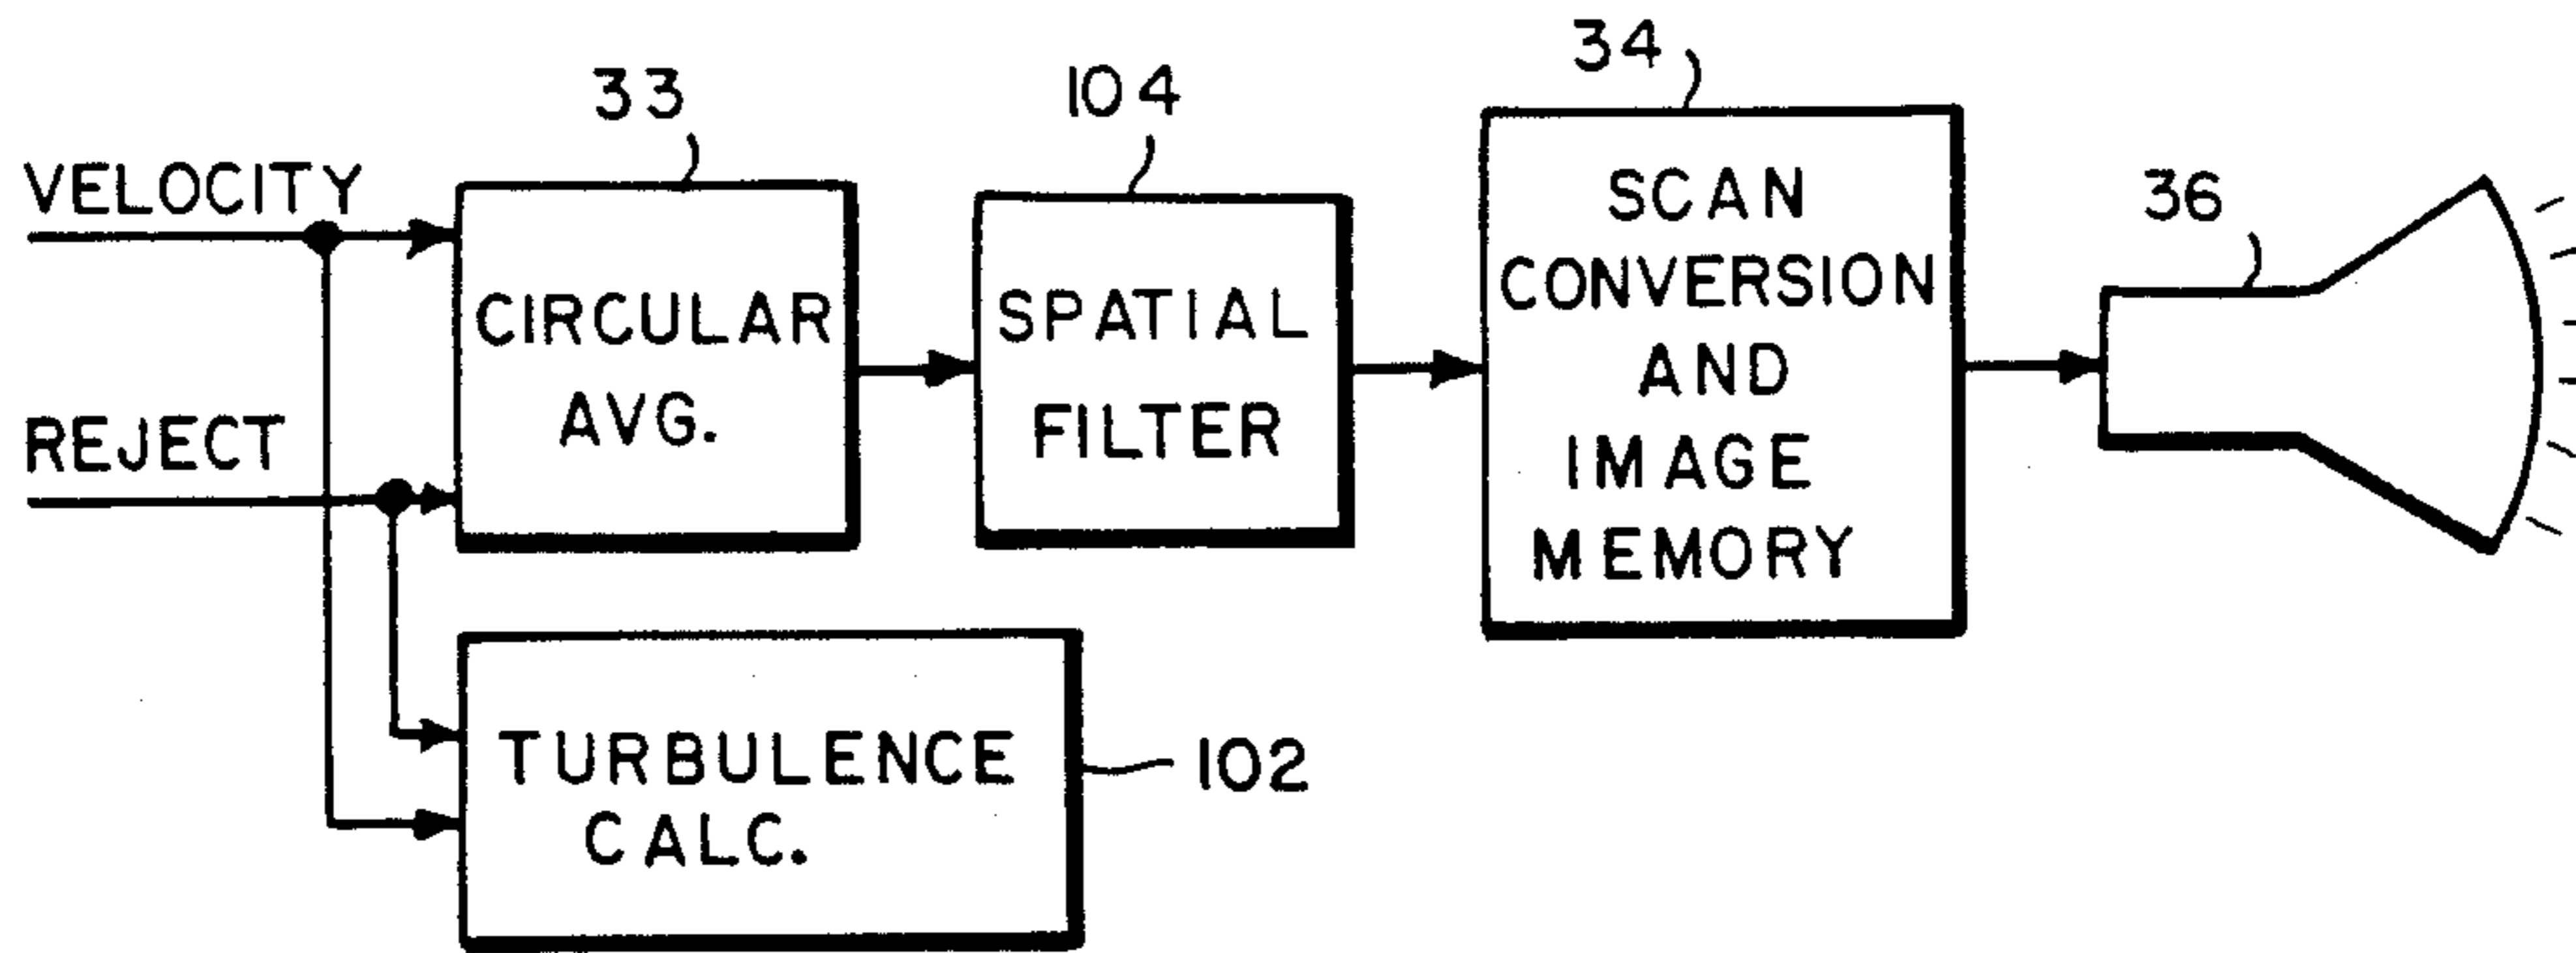 VELOCITY
REJECT
33
CIRCULAR
AVG.
104
SPATIAL
FILTER
34
SCAN
CONVERSION
AND
IMAGE
MEMORY
36
TURBULENCE
CALC.
102